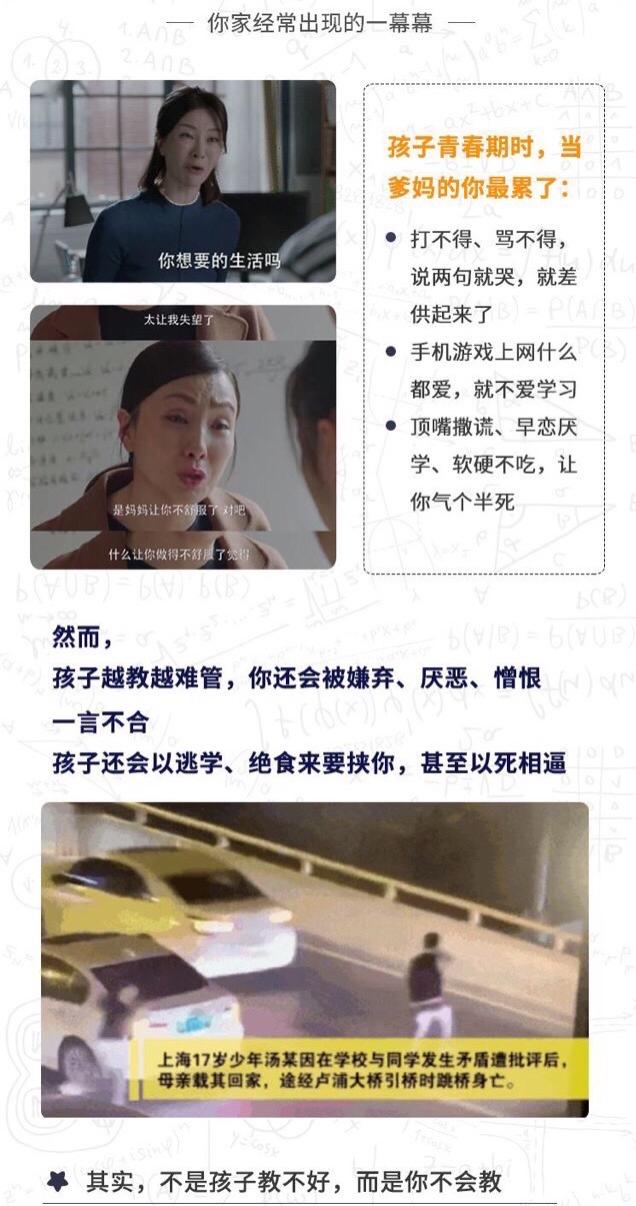 你家经常出现的一幕幕
你想要的生活吗
太让我失望了
是妈妈让你不舒服了 对吧
什么让你做得不舒服了觉得
孩子青春期时，当
爹妈的你最累了：
打不得、骂不得，
说两句就哭，就差
供起来了
手机游戏上网什么
都爱，就不爱学习
顶嘴撒谎、早恋厌
学、软硬不吃，让
你气个半死
然而，
孩子越教越难管，你还会被嫌弃、厌恶、憎恨
一言不合
孩子还会以逃学、绝食来要挟你，甚至以死相逼
上海17岁少年汤某因在学校与同学发生矛盾遭批评后，
母亲载其回家，途经卢浦大桥引桥时跳桥身亡。
其实，不是孩子教不好，而是你不会教